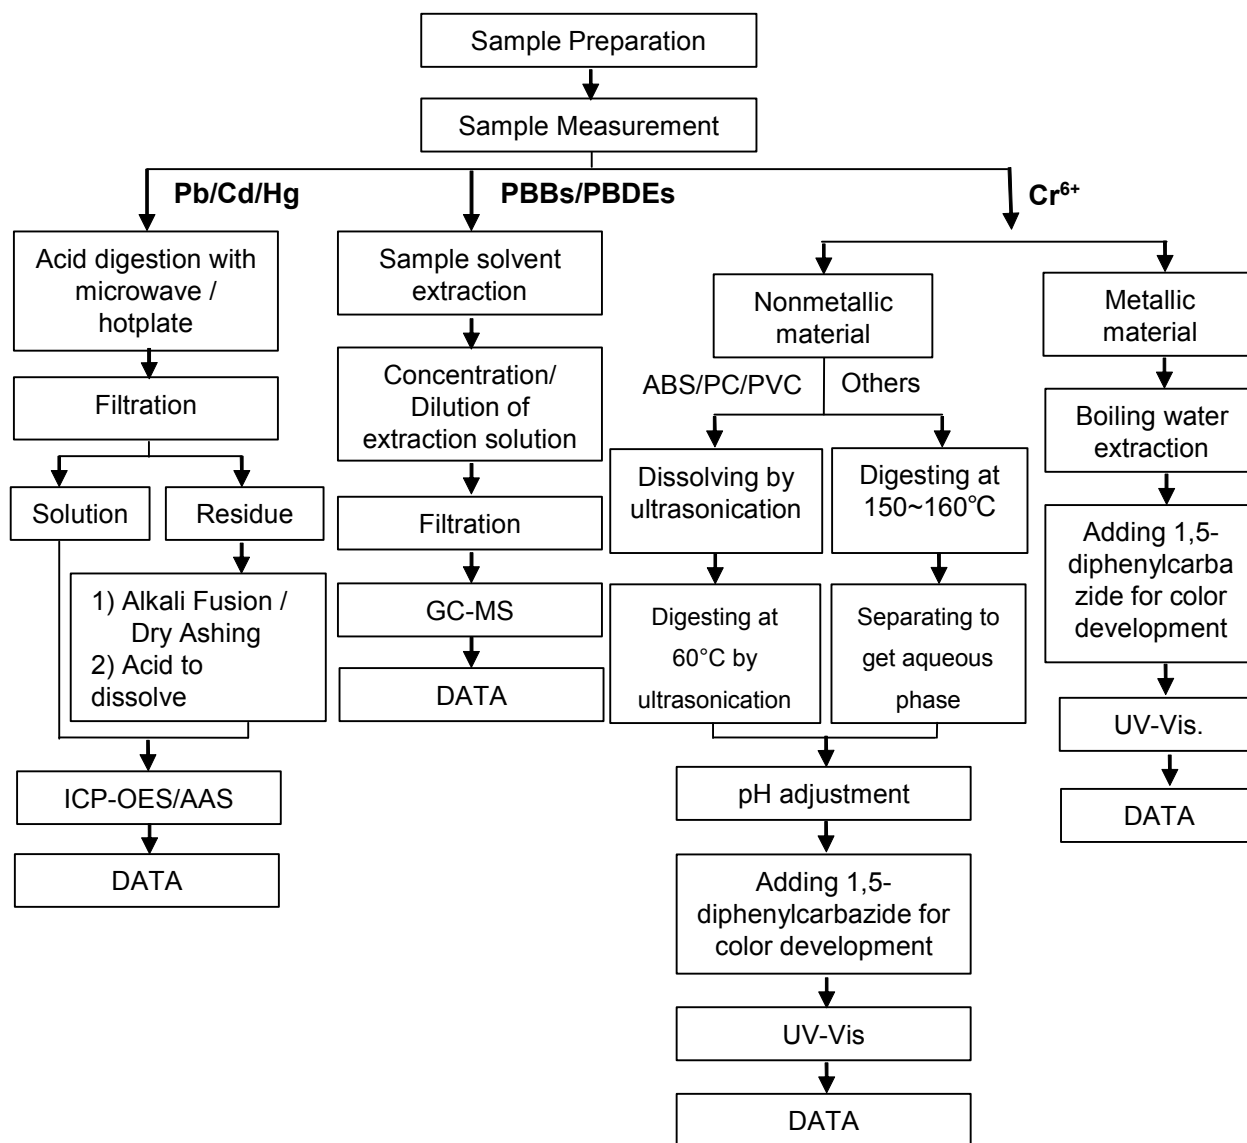 Sample Preparation
Sample Measurement
Pb/Cd/Hg
PBBs/PBDEs
Cr⁶⁺
Acid digestion with
microwave /
hotplate
Filtration
Solution
Residue
1) Alkali Fusion /
Dry Ashing
2) Acid to
dissolve
ICP-OES/AAS
DATA
Sample solvent
extraction
Concentration/
Dilution of
extraction solution
Filtration
GC-MS
DATA
Nonmetallic
material
ABS/PC/PVC
Others
Dissolving by
ultrasonication
Digesting at
60°C by
ultrasonication
Digesting at
150~160℃
Separating to
get aqueous
phase
pH adjustment
Adding 1,5-
diphenylcarbazide for
color development
UV-Vis
DATA
Metallic
material
Boiling water
extraction
Adding 1,5-
diphenylcarba
zide for color
development
UV-Vis.
DATA